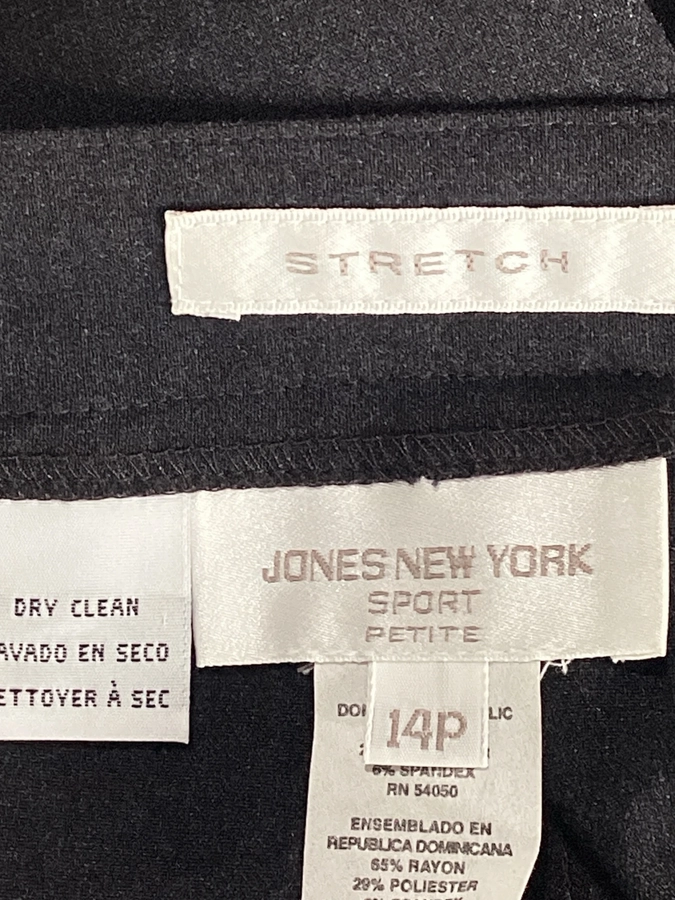 STRETCH
JONES NEW YORK
SPORT
PETITE
14P
DRY CLEAN
AVADO EN SECO
ETTOYER À SEC
6% SPANDEX
RN 54050
ENSEMBLADO EN
REPUBLICA DOMINICANA
65% RAYON
29% POLIESTER